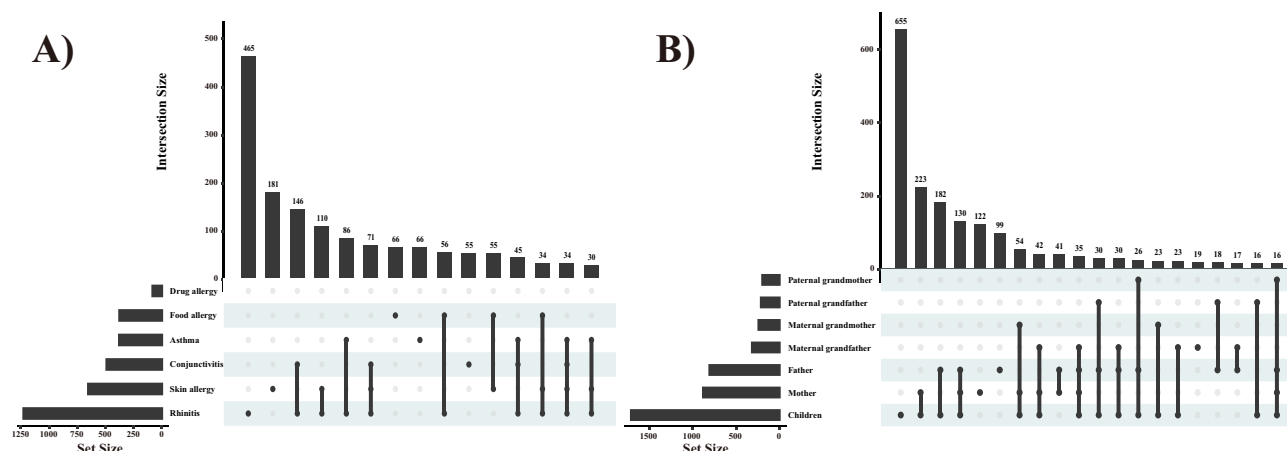 A)
Intersection Size
500
400
300
200
100
0
465
181
146
110
86
71
66
66
56
55
55
45
34
34
30
Drug allergy
Food allergy
Asthma
Conjunctivitis
Skin allergy
Rhinitis
1250 1000 750 500 250 0
Set Size
B)
Intersection Size
600
400
200
0
655
223
182
130
122
99
54
42
41
35
30
30
26
23
23
19
18
17
16
16
Paternal grandmother
Paternal grandfather
Maternal grandmother
Maternal grandfather
Father
Mother
Children
1500 1000 500 0
Set Size